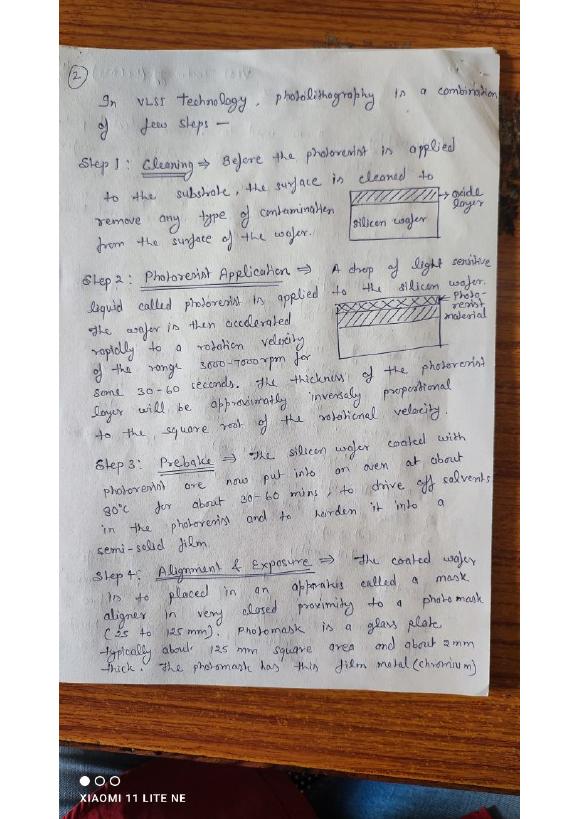 2
In VLSI technology, photolithography is a combination
of few steps —
Step 1 : Cleaning ⇒ Before the photoresist is applied
to the substrate, the surface is cleaned to
remove any type of contamination
from the surface of the wafer.
→ oxide
layer
silicon wafer
Step 2 : Photoresist Application ⇒ A drop of light sensitive
liquid called photoresist is applied to the silicon wafer.
The wafer is then accelerated
rapidly to a rotation velocity
of the range 3000-7000 rpm for
some 30-60 seconds. The thickness of the photoresist
layer will be approximatly inversely propotional
to the square root of the rotational velocity.
Photo-
resist
material
Step 3 : Prebake ⇒ The silicon wafer coated with
photoresist are now put into an oven at about
80°C for about 30-60 mins, to drive off solvents
in the photoresist and to harden it into a
semi-solid film
Step 4 : Alignment & Exposure ⇒ The coated wafer
is to placed in an appratus called a mask
aligner in very closed proximity to a photomask
(25 to 125 mm). Photomask is a glass plate
typically about 125 mm square area and about 2 mm
thick. The photomask has thin film metal (chromium)
XIAOMI 11 LITE NE